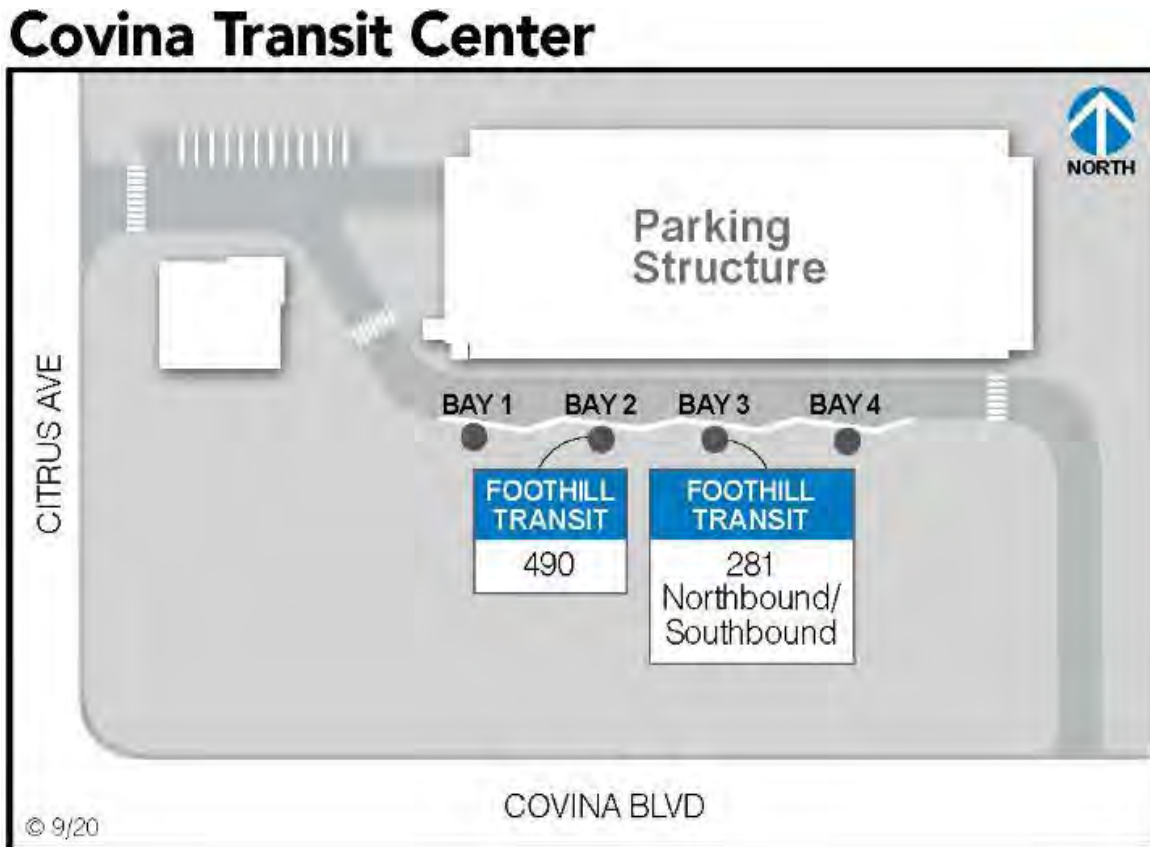 Covina Transit Center
NORTH
Parking
Structure
CITRUS AVE
BAY 1 BAY 2 BAY 3 BAY 4
FOOTHILL
TRANSIT
490
FOOTHILL
TRANSIT
281
Northbound/
Southbound
COVINA BLVD
© 9/20